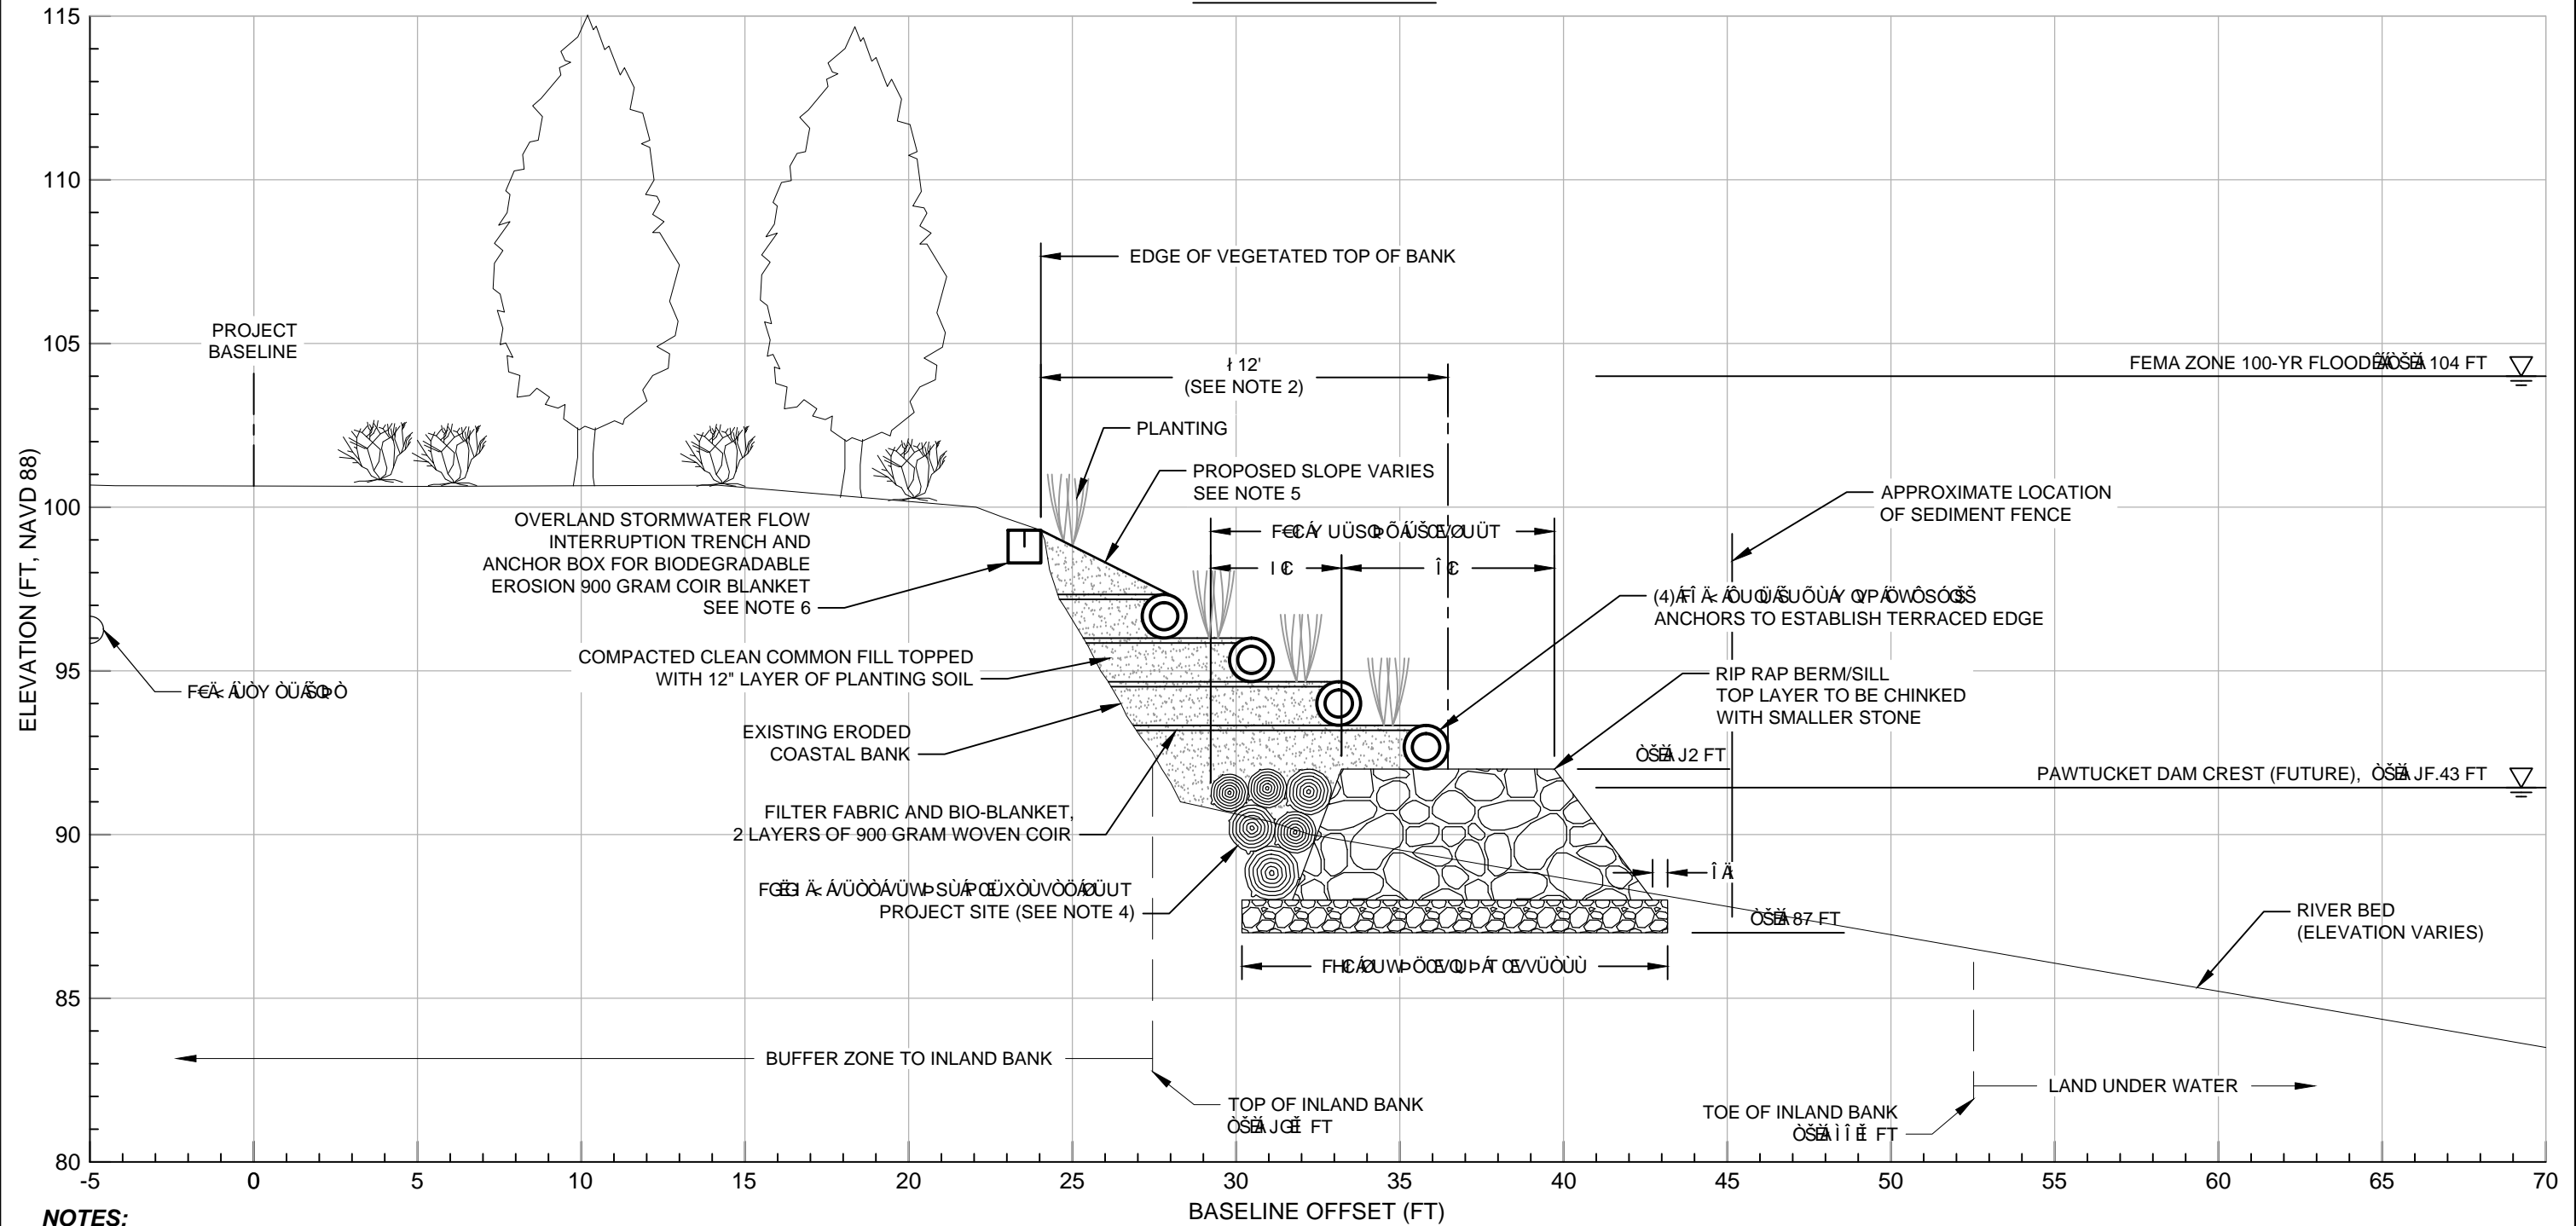 115
110
105
100
95
90
85
80
ELEVATION (FT, NAVD 88)
PROJECT
BASELINE
EDGE OF VEGETATED TOP OF BANK
12'
(SEE NOTE 2)
FEMA ZONE 100-YR FLOOD 104 FT
PLANTING
PROPOSED SLOPE VARIES
SEE NOTE 5
OVERLAND STORMWATER FLOW
INTERRUPTION TRENCH AND
ANCHOR BOX FOR BIODEGRADABLE
EROSION 900 GRAM COIR BLANKET
SEE NOTE 6
APPROXIMATE LOCATION
OF SEDIMENT FENCE
(4)
ANCHORS TO ESTABLISH TERRACED EDGE
COMPACTED CLEAN COMMON FILL TOPPED
WITH 12" LAYER OF PLANTING SOIL
RIP RAP BERM/SILL
TOP LAYER TO BE CHINKED
WITH SMALLER STONE
EXISTING ERODED
COASTAL BANK
2 FT
PAWTUCKET DAM CREST (FUTURE), .43 FT
FILTER FABRIC AND BIO-BLANKET,
2 LAYERS OF 900 GRAM WOVEN COIR
PROJECT SITE (SEE NOTE 4)
87 FT
RIVER BED
(ELEVATION VARIES)
BUFFER ZONE TO INLAND BANK
TOP OF INLAND BANK
FT
LAND UNDER WATER
TOE OF INLAND BANK
FT
-5 0 5 10 15 20 25 30 35 40 45 50 55 60 65 70
BASELINE OFFSET (FT)
NOTES: